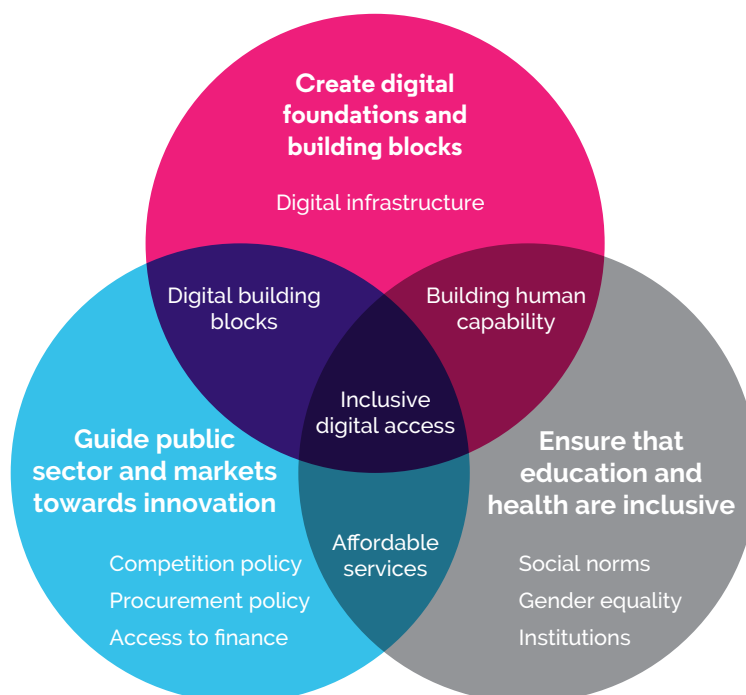 Create digital
foundations and
building blocks
Digital infrastructure
Digital building
blocks
Building human
capability
Inclusive
digital access
Guide public
sector and markets
towards innovation
Competition policy
Procurement policy
Access to finance
Affordable
services
Ensure that
education and
health are inclusive
Social norms
Gender equality
Institutions